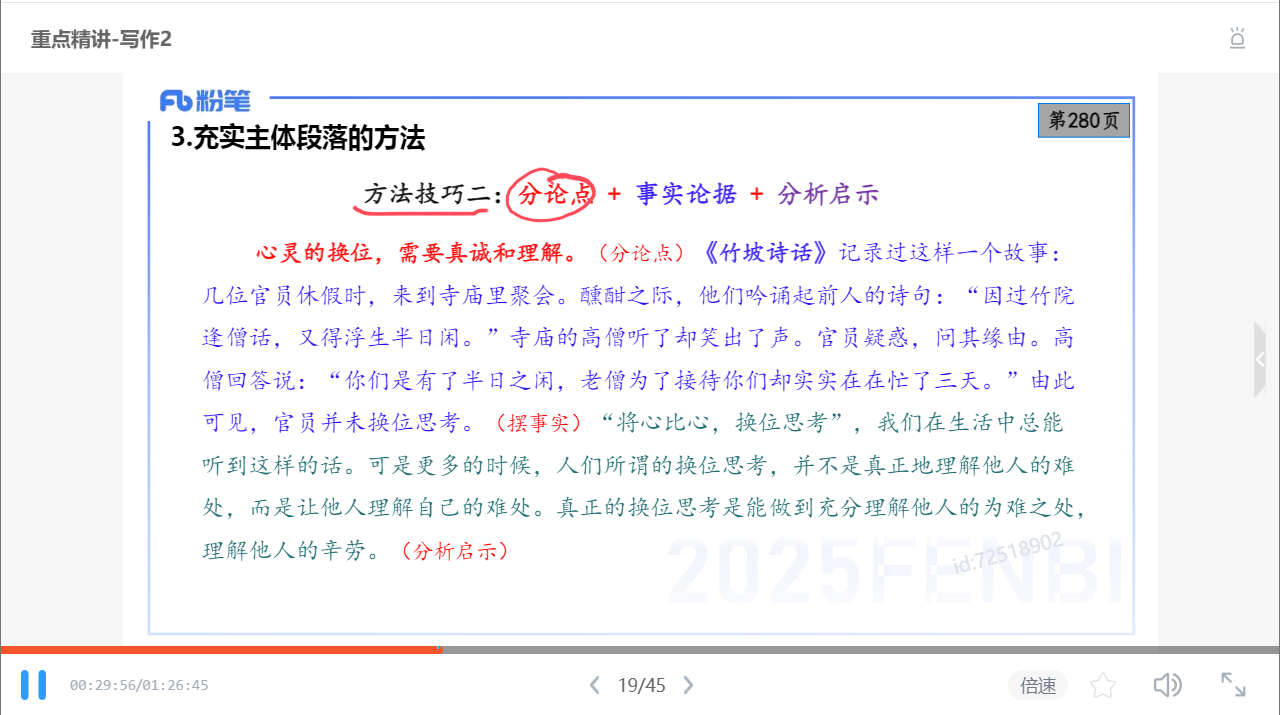 重点精讲-写作2
粉笔
3.充实主体段落的方法
第280页
方法技巧二：分论点 + 事实论据 + 分析启示
心灵的换位，需要真诚和理解。（分论点）《竹坡诗话》记录过这样一个故事：
几位官员休假时，来到寺庙里聚会。醺酣之际，他们吟诵起前人的诗句：“因过竹院
逢僧话，又得浮生半日闲。”寺庙的高僧听了却笑出了声。官员疑惑，问其缘由。高
僧回答说：“你们是有了半日之闲，老僧为了接待你们却实实在在忙了三天。”由此
可见，官员并未换位思考。（摆事实）“将心比心，换位思考”，我们在生活中总能
听到这样的话。可是更多的时候，人们所谓的换位思考，并不是真正地理解他人的难
处，而是让他人理解自己的难处。真正的换位思考是能做到充分理解他人的为难之处，
理解他人的辛劳。（分析启示）
id:72518902
2025FENBI
00:29:56/01:26:45
19/45
倍速